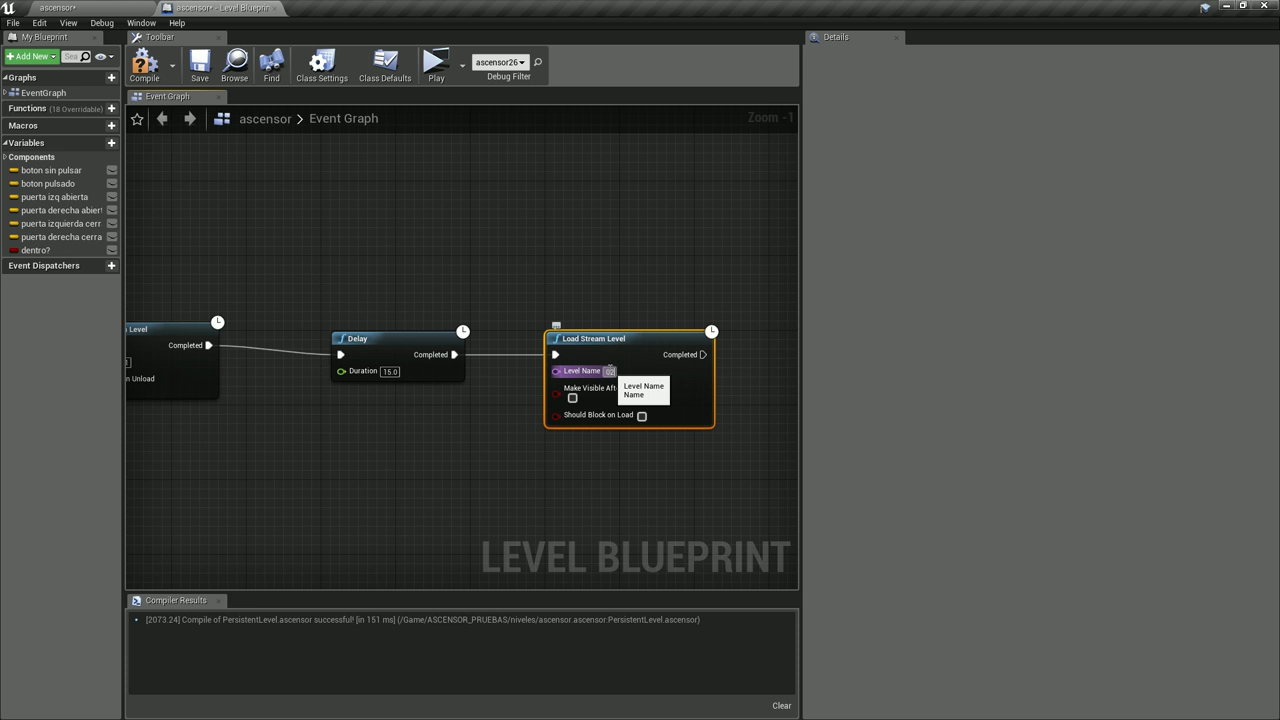 ascensor*
ascensor* - Level Blueprin
File Edit View Debug Window Help
My Blueprint
Toolbar
Details
Add New
Sea
Compile
Save
Browse
Find
Class Settings
Class Defaults
Play
ascensor26
Debug Filter
Graphs
EventGraph
Functions (18 Overridable)
Macros
Variables
Components
boton sin pulsar
boton pulsado
puerta izq abierta
puerta derecha abiert
puerta izquierda cerr
puerta derecha cerra
dentro?
Event Dispatchers
Event Graph
ascensor > Event Graph
Zoom -1
Level
Completed
n Unload
Delay
Completed
Duration 15.0
Load Stream Level
Completed
Level Name
Make Visible Aft
Should Block on Load
Level Name
Name
LEVEL BLUEPRINT
Compiler Results
[2073.24] Compile of PersistentLevel.ascensor successful! [in 151 ms] (/Game/ASCENSOR_PRUEBAS/niveles/ascensor.ascensor:PersistentLevel.ascensor)
Clear